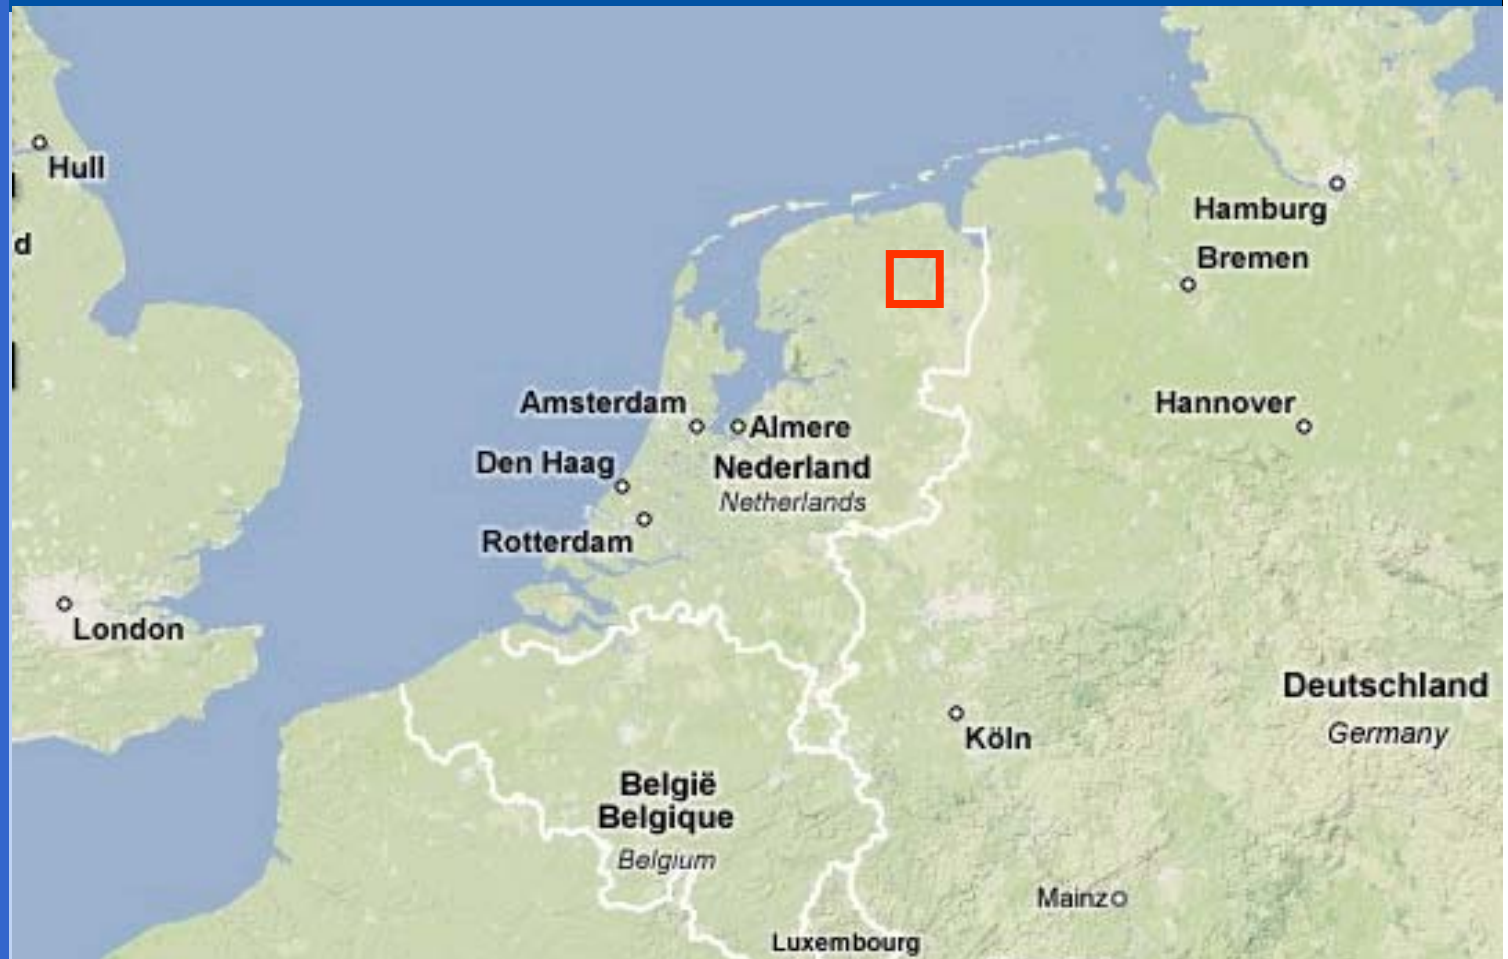 Hull
d
Hamburg
Bremen
Amsterdam
Almere
Hannover
Den Haag
Nederland
Netherlands
Rotterdam
London
Deutschland
Germany
Köln
België
Belgique
Belgium
Mainz
Luxembourg